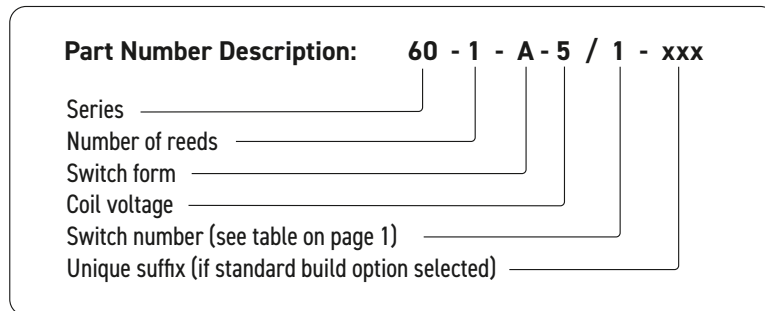 Part Number Description: 60 - 1 - A - 5 / 1 - xxx
Series
Number of reeds
Switch form
Coil voltage
Switch number (see table on page 1)
Unique suffix (if standard build option selected)